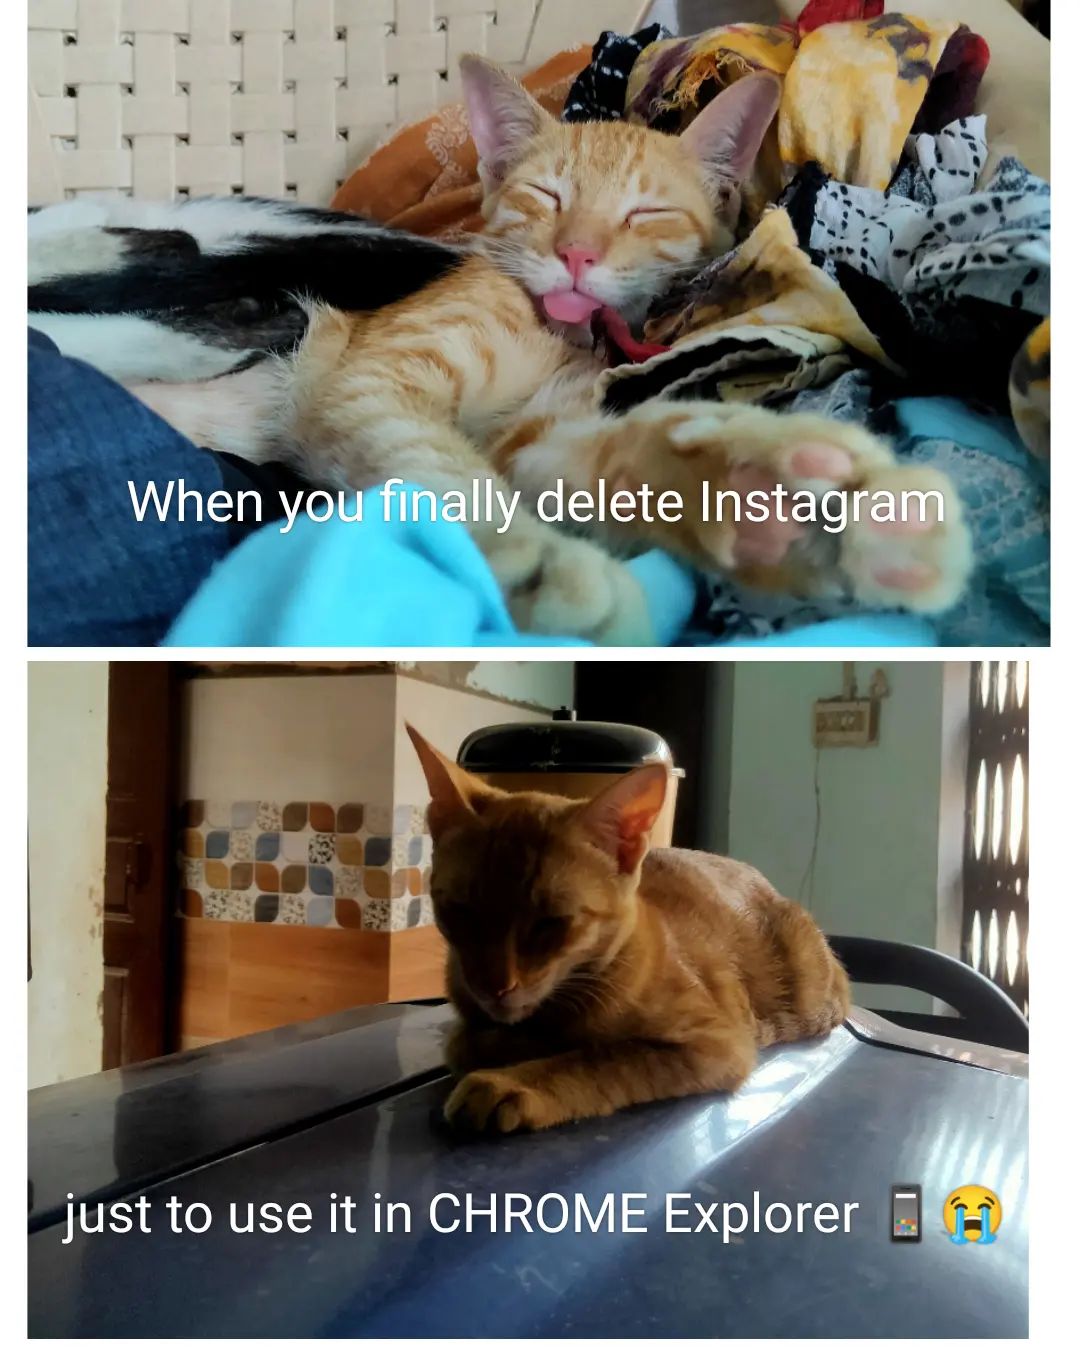 When you finally delete Instagram
just to use it in CHROME Explorer 📱😭